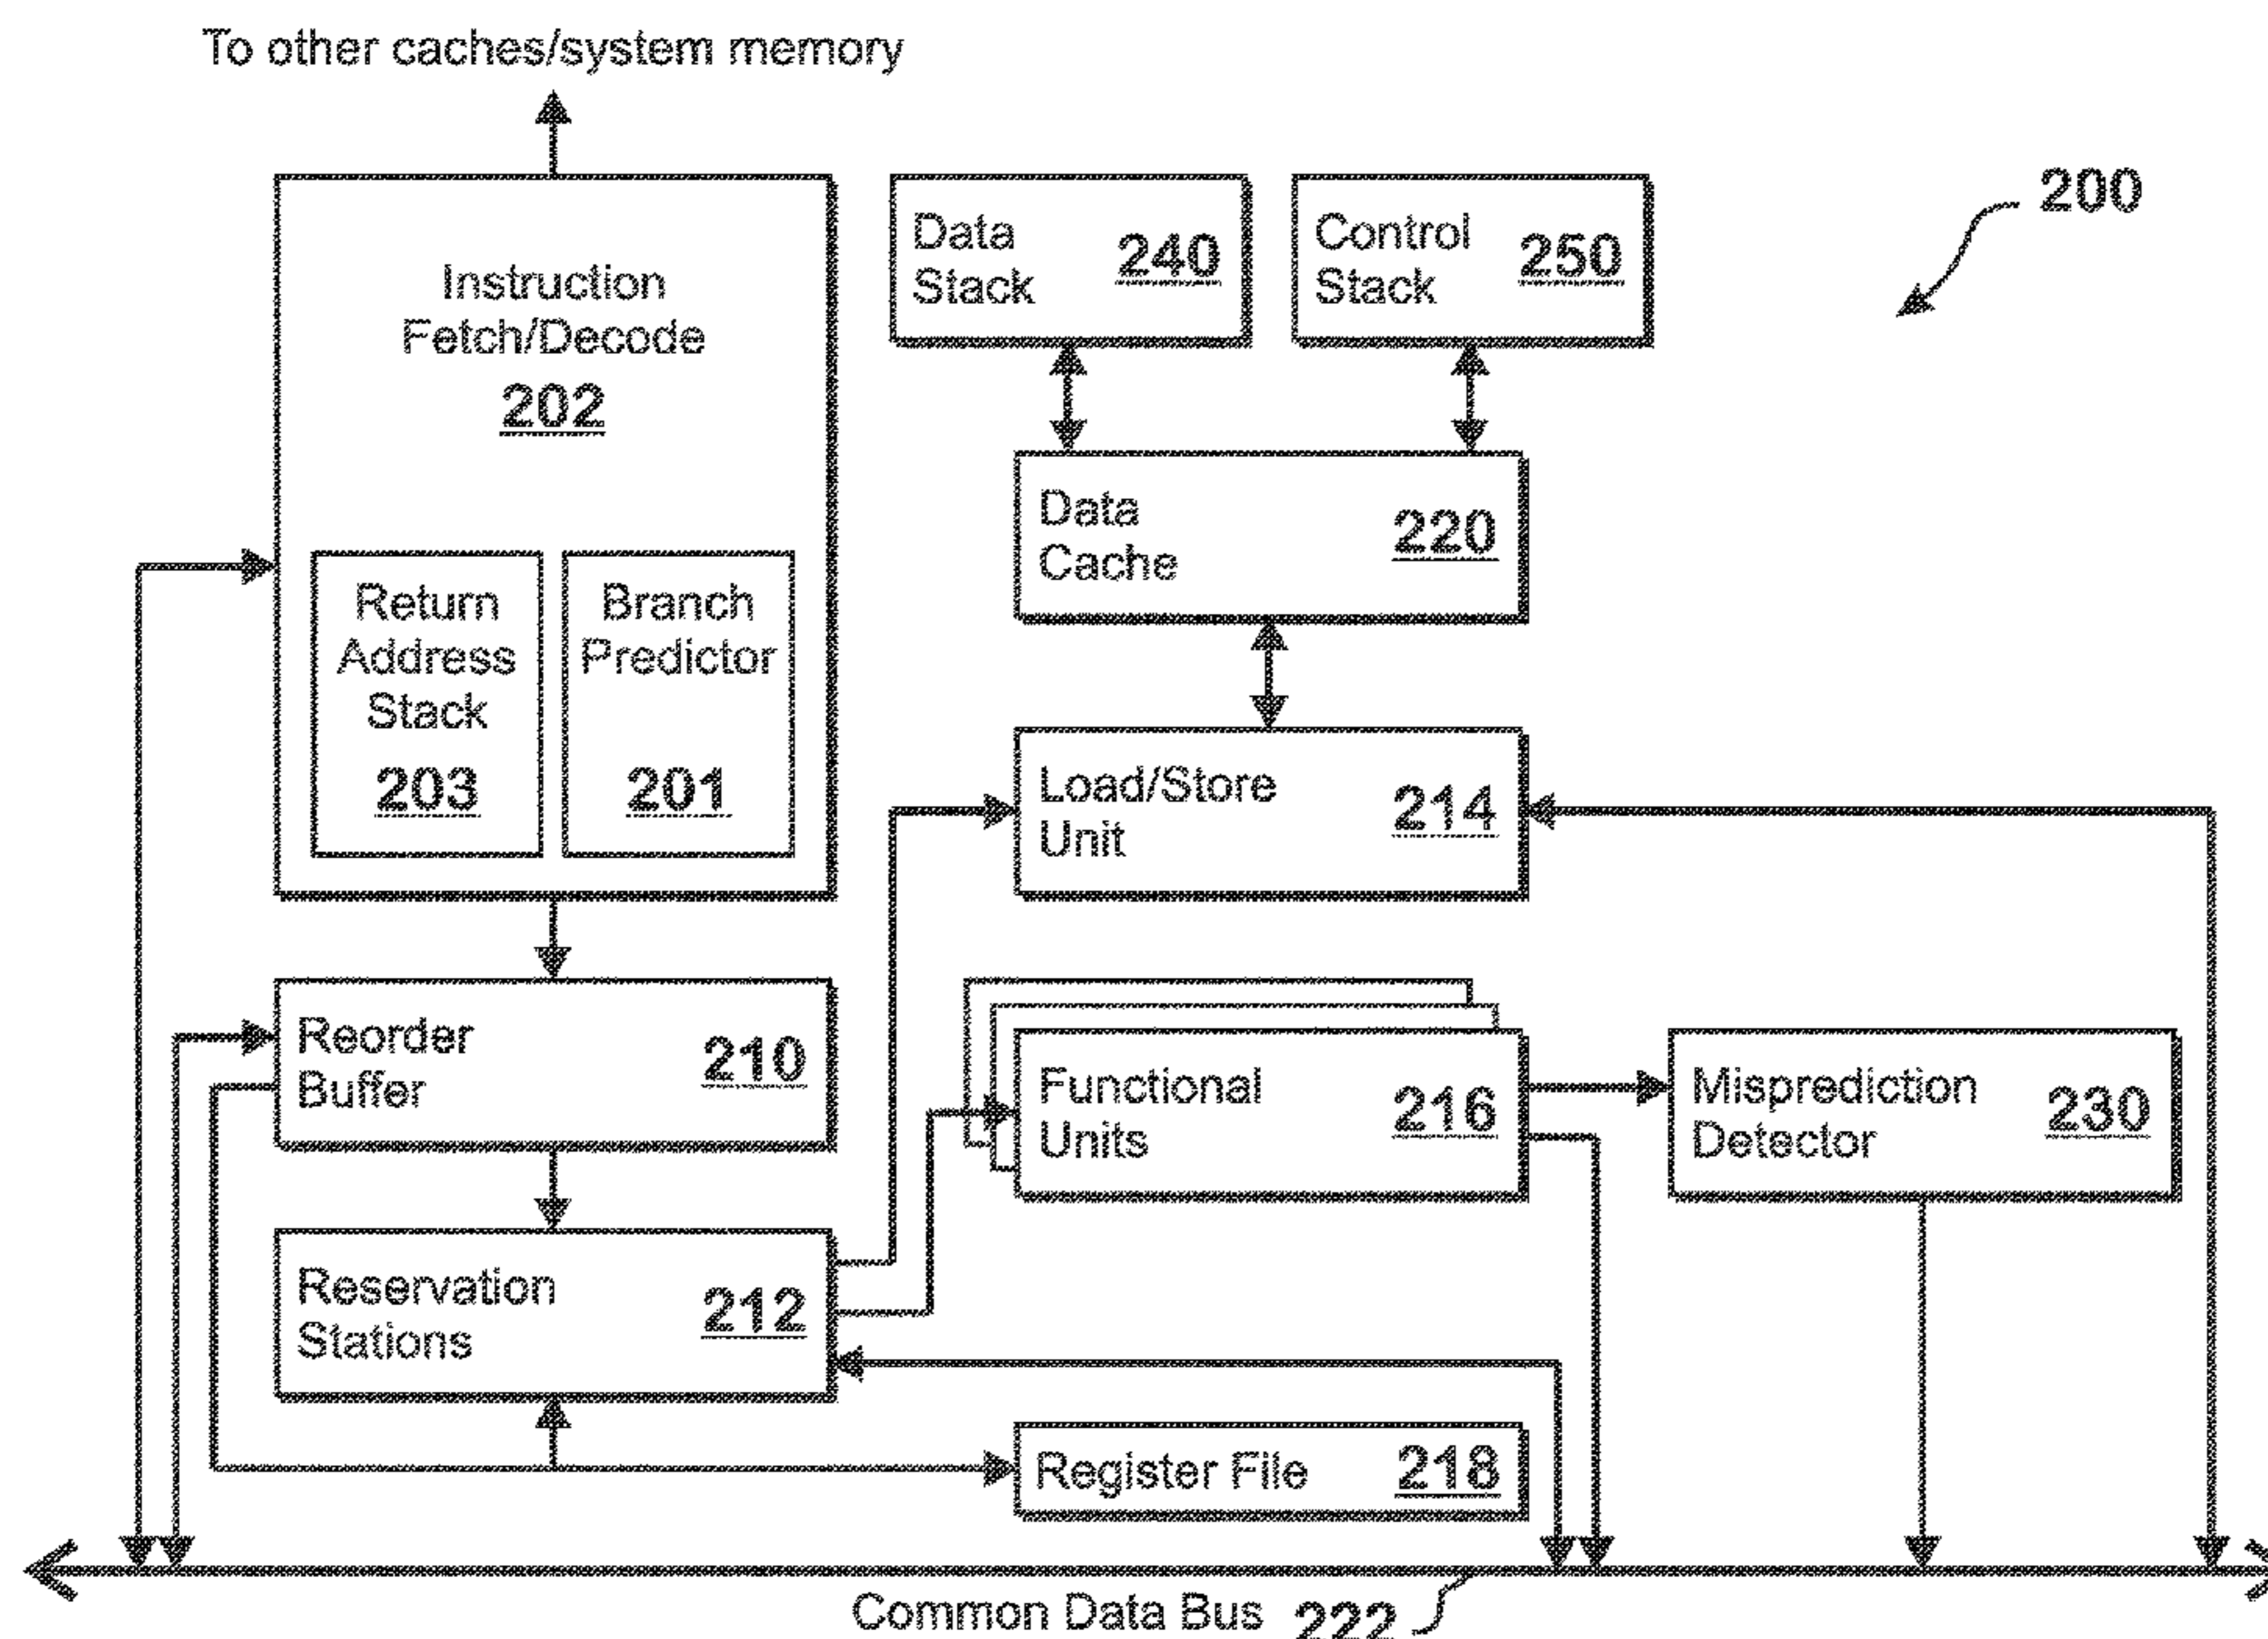 To other caches/system memory
200
Instruction
Fetch/Decode
202
Return
Address
Stack
203
Branch
Predictor
201
Data
Stack
240
Control
Stack
250
Data
Cache
220
Load/Store
Unit
214
Reorder
Buffer
210
Functional
Units
216
Misprediction
Detector
230
Reservation
Stations
212
Register File 218
Common Data Bus 222